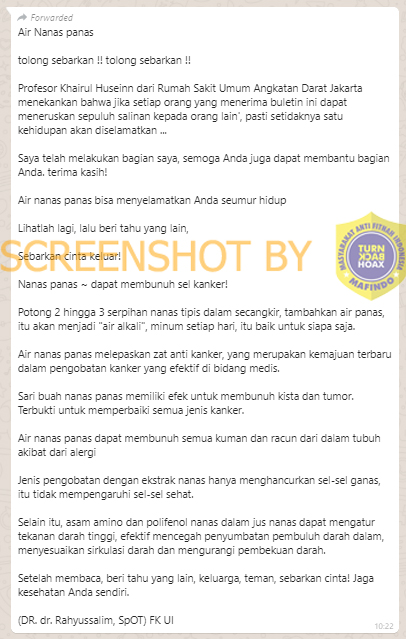 Forwarded
Air Nanas panas
tolong sebarkan !! tolong sebarkan !!
Profesor Khairul Huseinn dari Rumah Sakit Umum Angkatan Darat Jakarta
menekankan bahwa jika setiap orang yang menerima buletin ini dapat
meneruskan sepuluh salinan kepada orang lain', pasti setidaknya satu
kehidupan akan diselamatkan ...
Saya telah melakukan bagian saya, semoga Anda juga dapat membantu bagian
Anda. terima kasih!
Air nanas panas bisa menyelamatkan Anda seumur hidup
Lihatlah lagi, lalu beri tahu yang lain,
SCREENSHOT BY
Sebarkan cinta keluar!
MASYARAKAT ANTI FITNAH INDONESIA
TURN
BACK
HOAX
MAFINDO
Nanas panas ~ dapat membunuh sel kanker!
Potong 2 hingga 3 serpihan nanas tipis dalam secangkir, tambahkan air panas,
itu akan menjadi "air alkali", minum setiap hari, itu baik untuk siapa saja.
Air nanas panas melepaskan zat anti kanker, yang merupakan kemajuan terbaru
dalam pengobatan kanker yang efektif di bidang medis.
Sari buah nanas panas memiliki efek untuk membunuh kista dan tumor.
Terbukti untuk memperbaiki semua jenis kanker.
Air nanas panas dapat membunuh semua kuman dan racun dari dalam tubuh
akibat dari alergi
Jenis pengobatan dengan ekstrak nanas hanya menghancurkan sel-sel ganas,
itu tidak mempengaruhi sel-sel sehat.
Selain itu, asam amino dan polifenol nanas dalam jus nanas dapat mengatur
tekanan darah tinggi, efektif mencegah penyumbatan pembuluh darah dalam,
menyesuaikan sirkulasi darah dan mengurangi pembekuan darah.
Setelah membaca, beri tahu yang lain, keluarga, teman, sebarkan cinta! Jaga
kesehatan Anda sendiri.
(DR. dr. Rahyussalim, SpOT) FK UI
10:22